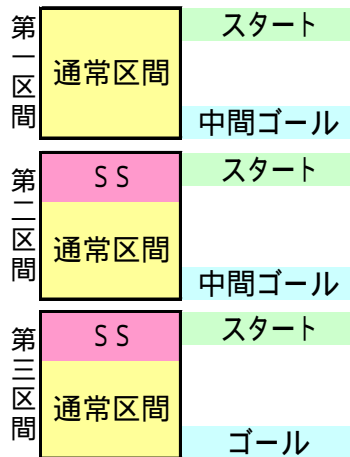 第一区間
通常区間
スタート
中間ゴール
第二区間
SS
通常区間
スタート
中間ゴール
第三区間
SS
通常区間
スタート
ゴール